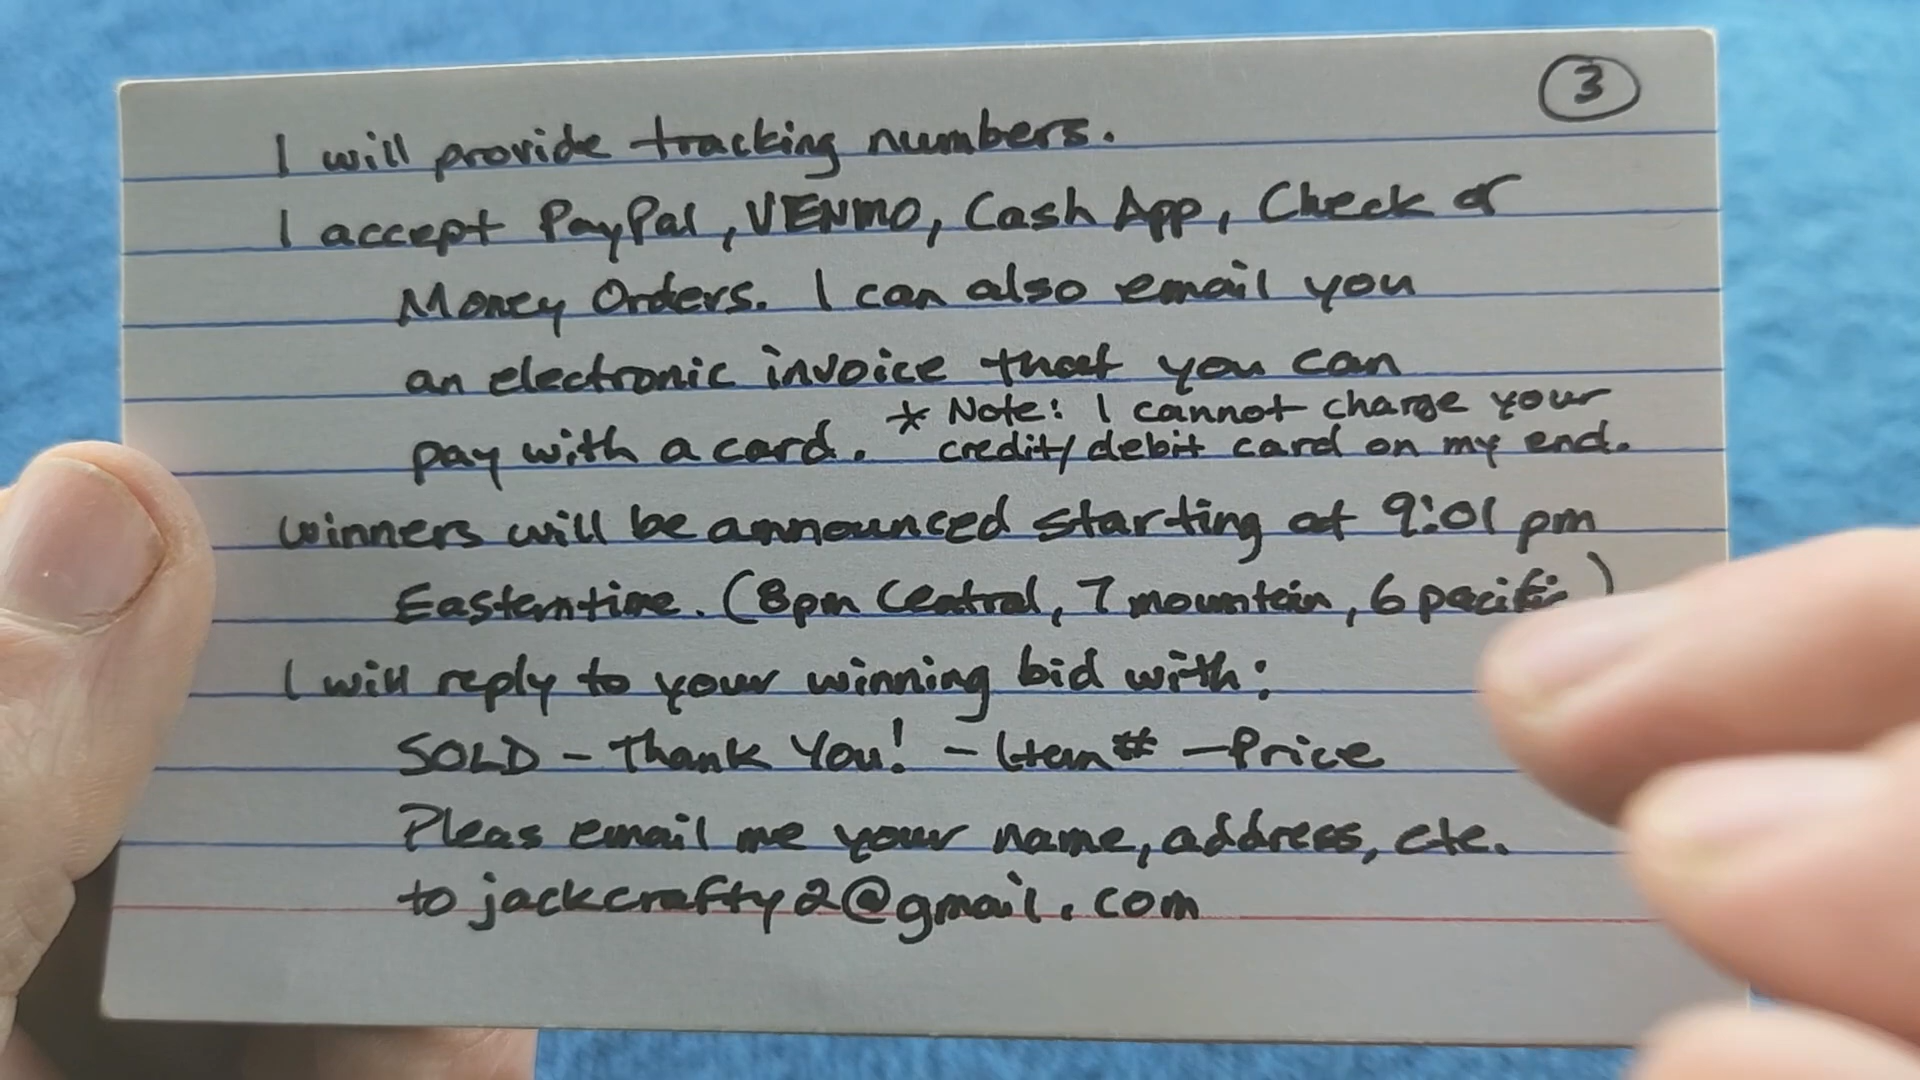 3
I will provide tracking numbers.
I accept PayPal, VENMO, Cash App, Check or
Money Orders. I can also email you
an electronic invoice that you can
pay with a card. * Note: I cannot charge your
credit/debit card on my end.
winners will be announced starting at 9:01 pm
Eastern time. (8pm Central, 7 mountain, 6 pacific)
I will reply to your winning bid with:
SOLD - Thank You! - Item # - Price
Pleas email me your name, address, etc.
to jackcrafty2@gmail.com